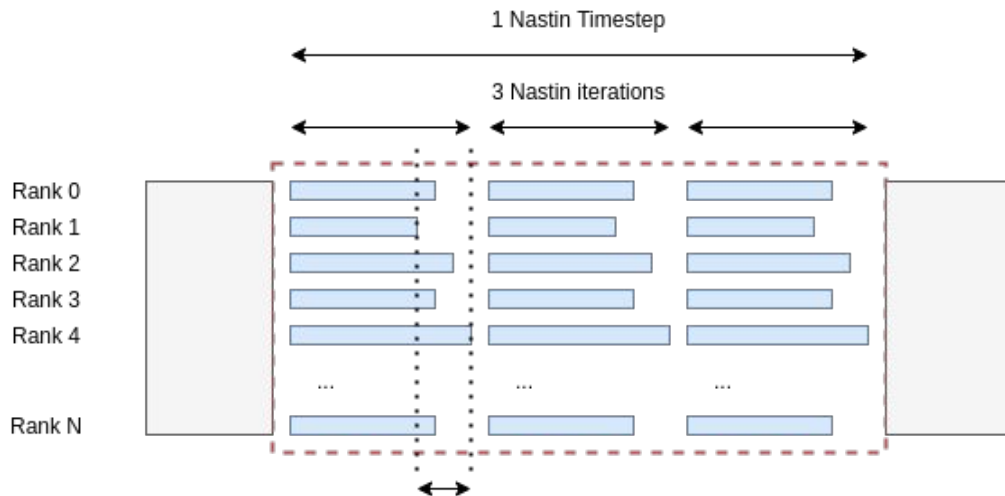 1 Nastin Timestep
3 Nastin iterations
Rank 0
Rank 1
Rank 2
Rank 3
Rank 4
... ... ...
Rank N